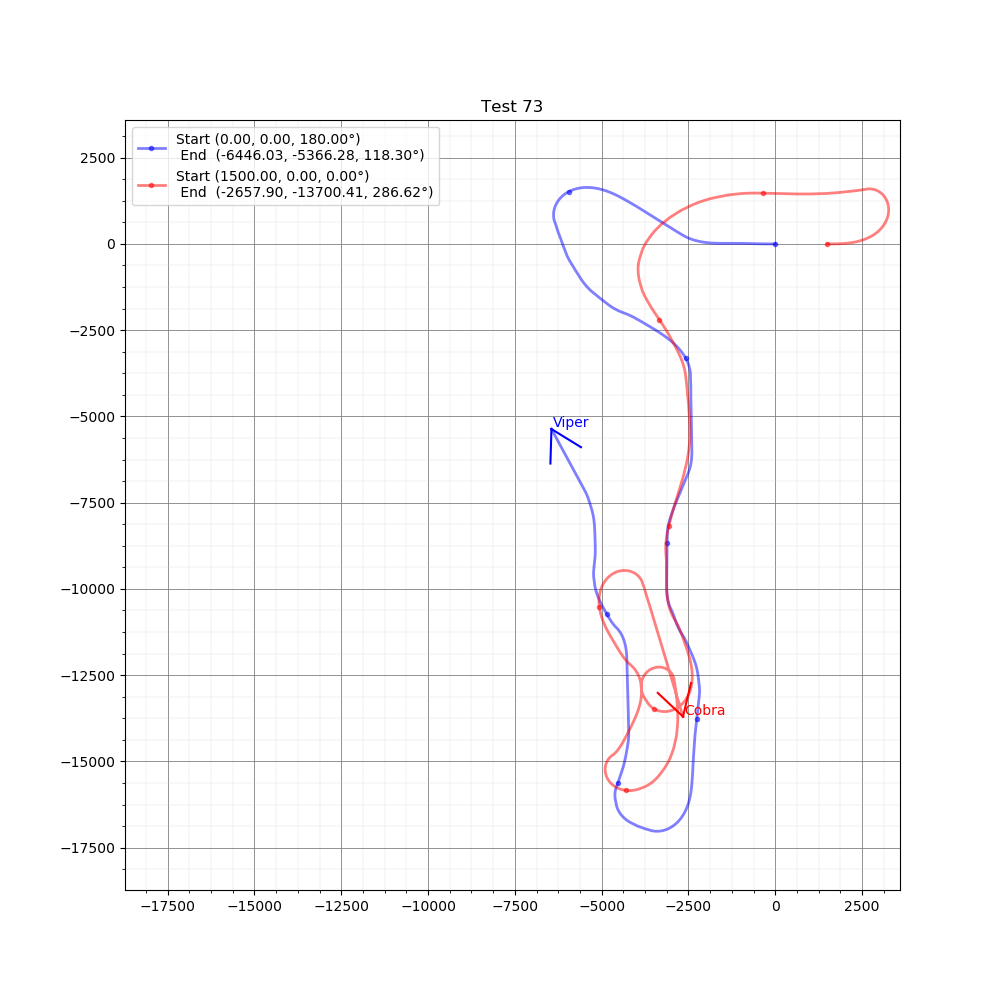 Test 73
Start (0.00, 0.00, 180.00°)
End  (-6446.03, -5366.28, 118.30°)
Start (1500.00, 0.00, 0.00°)
End  (-2657.90, -13700.41, 286.62°)
2500
0
−2500
−5000
−7500
−10000
−12500
−15000
−17500
Viper
Cobra
−17500 −15000 −12500 −10000 −7500 −5000 −2500 0 2500